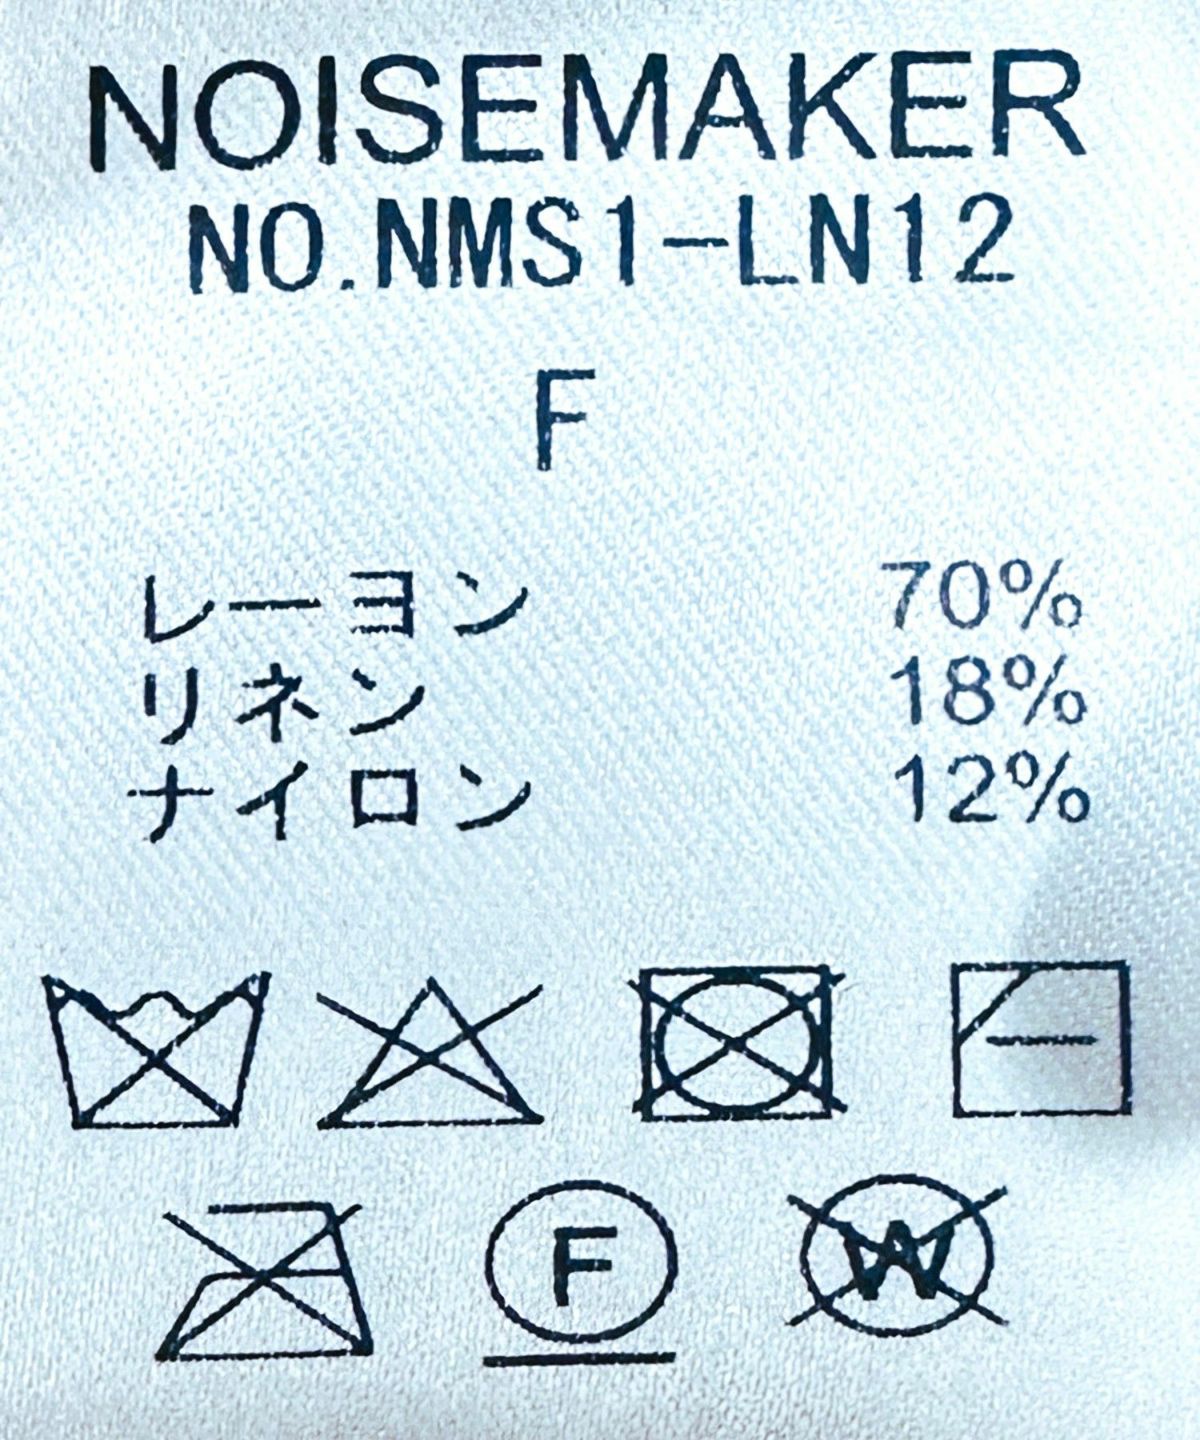 NOISEMAKER
NO.NMS1-LN12
F
レーヨン 70%
リネン 18%
ナイロン 12%
F W